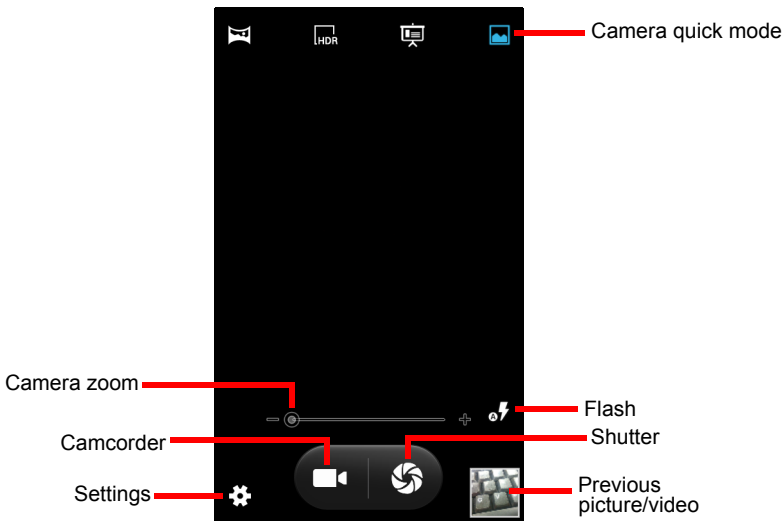 Camera quick mode
HDR
Camera zoom
A
Flash
Camcorder
Shutter
Settings
Previous
picture/video